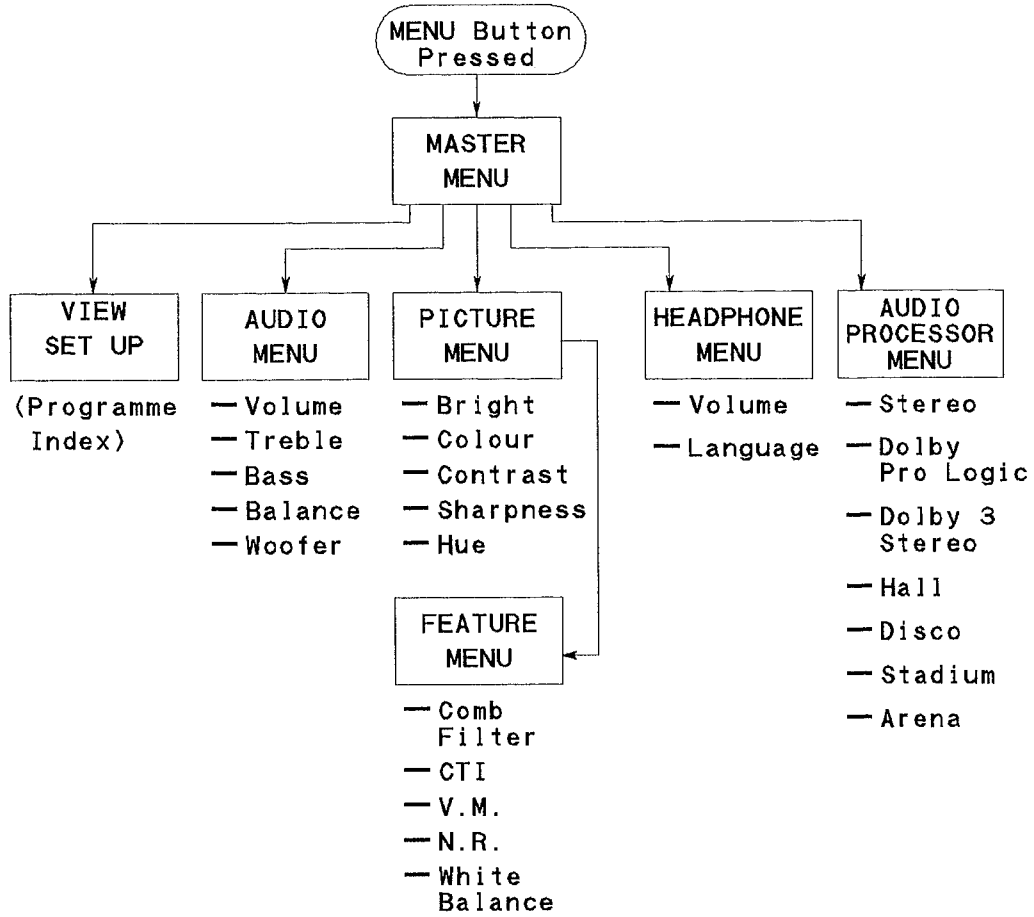 MENU Button
Pressed
MASTER
MENU
VIEW
SET UP
(Programme
Index)
AUDIO
MENU
— Volume
— Treble
— Bass
— Balance
— Woofer
PICTURE
MENU
— Bright
— Colour
— Contrast
— Sharpness
— Hue
FEATURE
MENU
— Comb
Filter
— CTI
— V.M.
— N.R.
— White
Balance
HEADPHONE
MENU
— Volume
— Language
AUDIO
PROCESSOR
MENU
— Stereo
— Dolby
Pro Logic
— Dolby 3
Stereo
— Hall
— Disco
— Stadium
— Arena